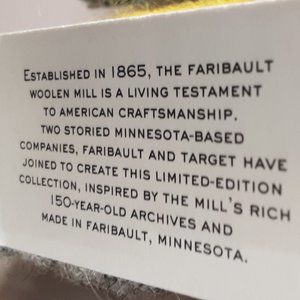 ESTABLISHED IN 1865, THE FARIBAULT
WOOLEN MILL IS A LIVING TESTAMENT
TO AMERICAN CRAFTSMANSHIP.
TWO STORIED MINNESOTA-BASED
COMPANIES, FARIBAULT AND TARGET HAVE
JOINED TO CREATE THIS LIMITED-EDITION
COLLECTION, INSPIRED BY THE MILL'S RICH
150-YEAR-OLD ARCHIVES AND
MADE IN FARIBAULT, MINNESOTA.